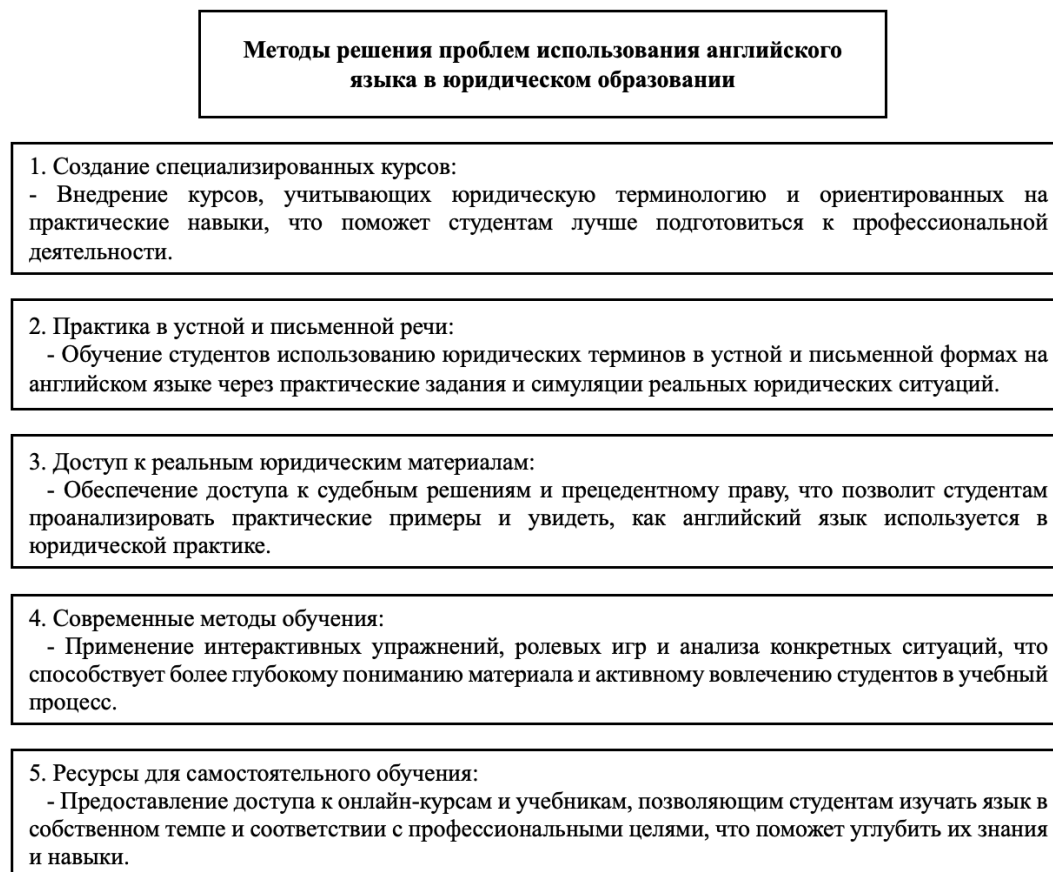 Методы решения проблем использования английского
языка в юридическом образовании
1. Создание специализированных курсов:
- Внедрение курсов, учитывающих юридическую терминологию и ориентированных на
практические навыки, что поможет студентам лучше подготовиться к профессиональной
деятельности.
2. Практика в устной и письменной речи:
- Обучение студентов использованию юридических терминов в устной и письменной формах на
английском языке через практические задания и симуляции реальных юридических ситуаций.
3. Доступ к реальным юридическим материалам:
- Обеспечение доступа к судебным решениям и прецедентному праву, что позволит студентам
проанализировать практические примеры и увидеть, как английский язык используется в
юридической практике.
4. Современные методы обучения:
- Применение интерактивных упражнений, ролевых игр и анализа конкретных ситуаций, что
способствует более глубокому пониманию материала и активному вовлечению студентов в учебный
процесс.
5. Ресурсы для самостоятельного обучения:
- Предоставление доступа к онлайн-курсам и учебникам, позволяющим студентам изучать язык в
собственном темпе и соответствии с профессиональными целями, что поможет углубить их знания
и навыки.